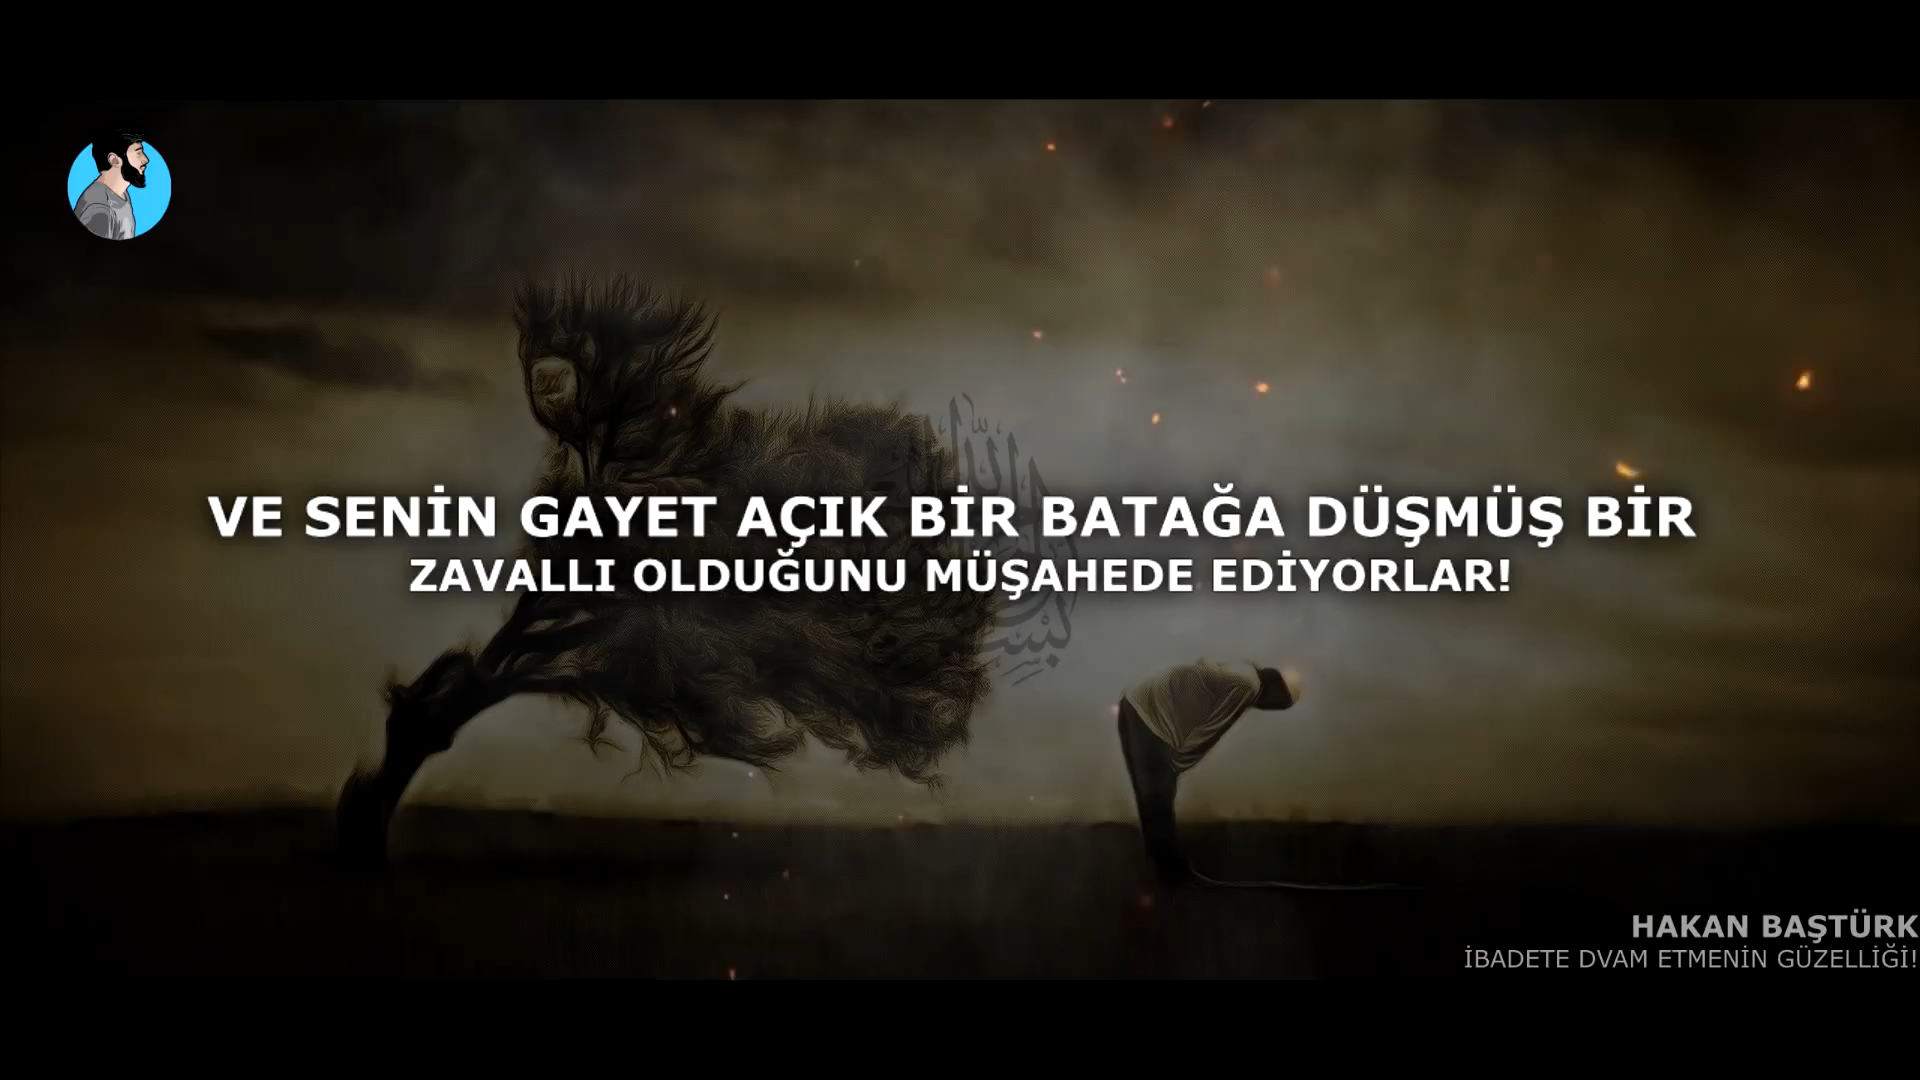 VE SENİN GAYET AÇIK BİR BATAĞA DÜŞMÜŞ BİR
ZAVALLI OLDUĞUNU MÜŞAHEDE EDİYORLAR!
HAKAN BAŞTÜRK
İBADETE DVAM ETMENİN GÜZELLİĞİ!